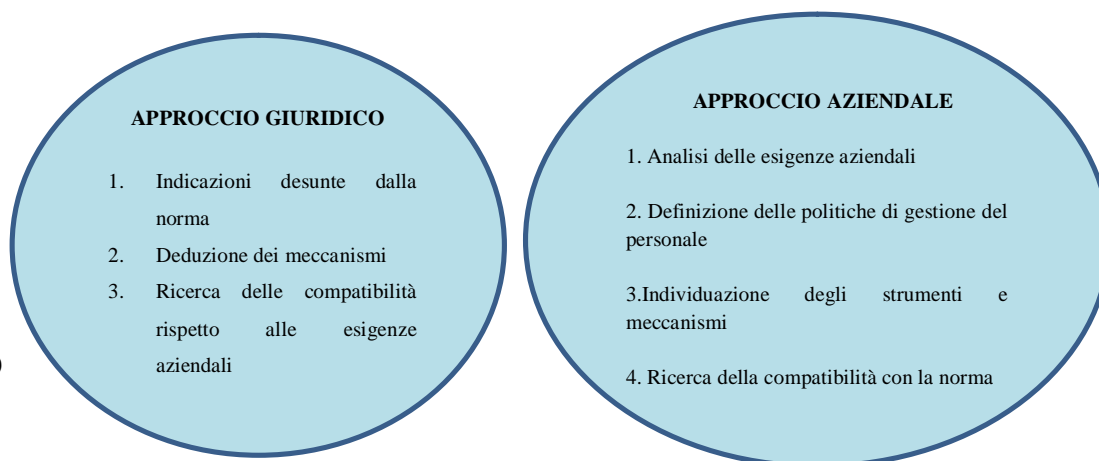 APPROCCIO GIURIDICO
1. Indicazioni desunte dalla
norma
2. Deduzione dei meccanismi
3. Ricerca delle compatibilità
rispetto alle esigenze
aziendali
)
APPROCCIO AZIENDALE
1. Analisi delle esigenze aziendali
2. Definizione delle politiche di gestione del
personale
3.Individuazione degli strumenti e
meccanismi
4. Ricerca della compatibilità con la norma